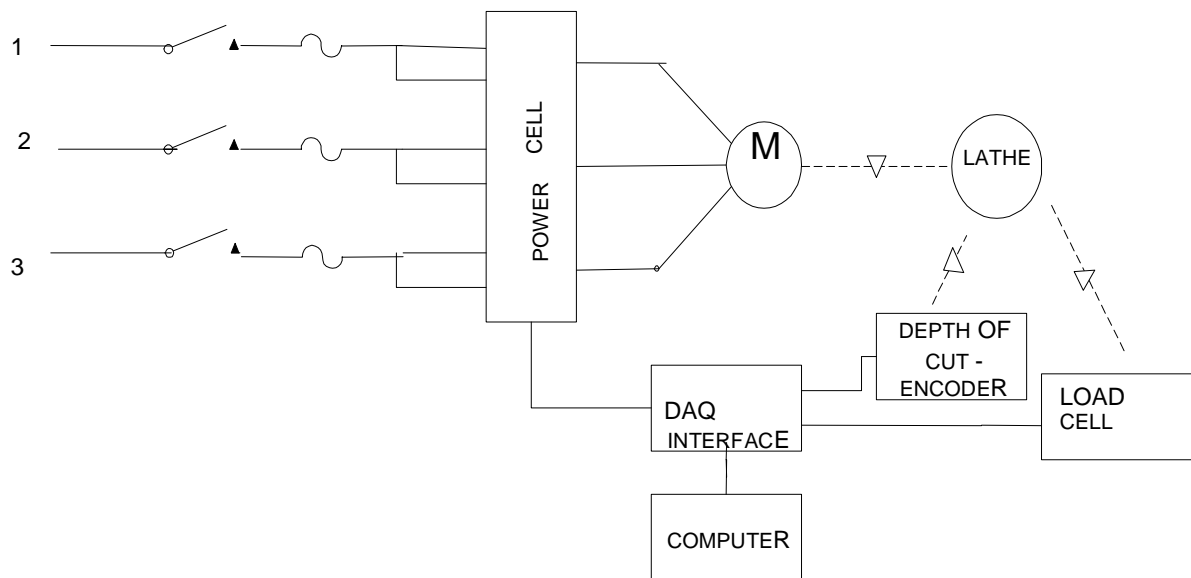 1
2
3
POWER CELL
M
LATHE
DEPTH OF
CUT -
ENCODER
LOAD
CELL
DAQ
INTERFACE
COMPUTER